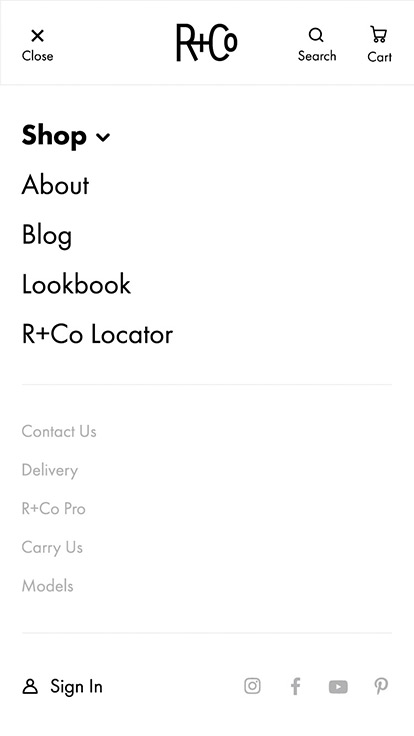 Close
R+Co
Search
Cart
Shop
About
Blog
Lookbook
R+Co Locator
Contact Us
Delivery
R+Co Pro
Carry Us
Models
Sign In